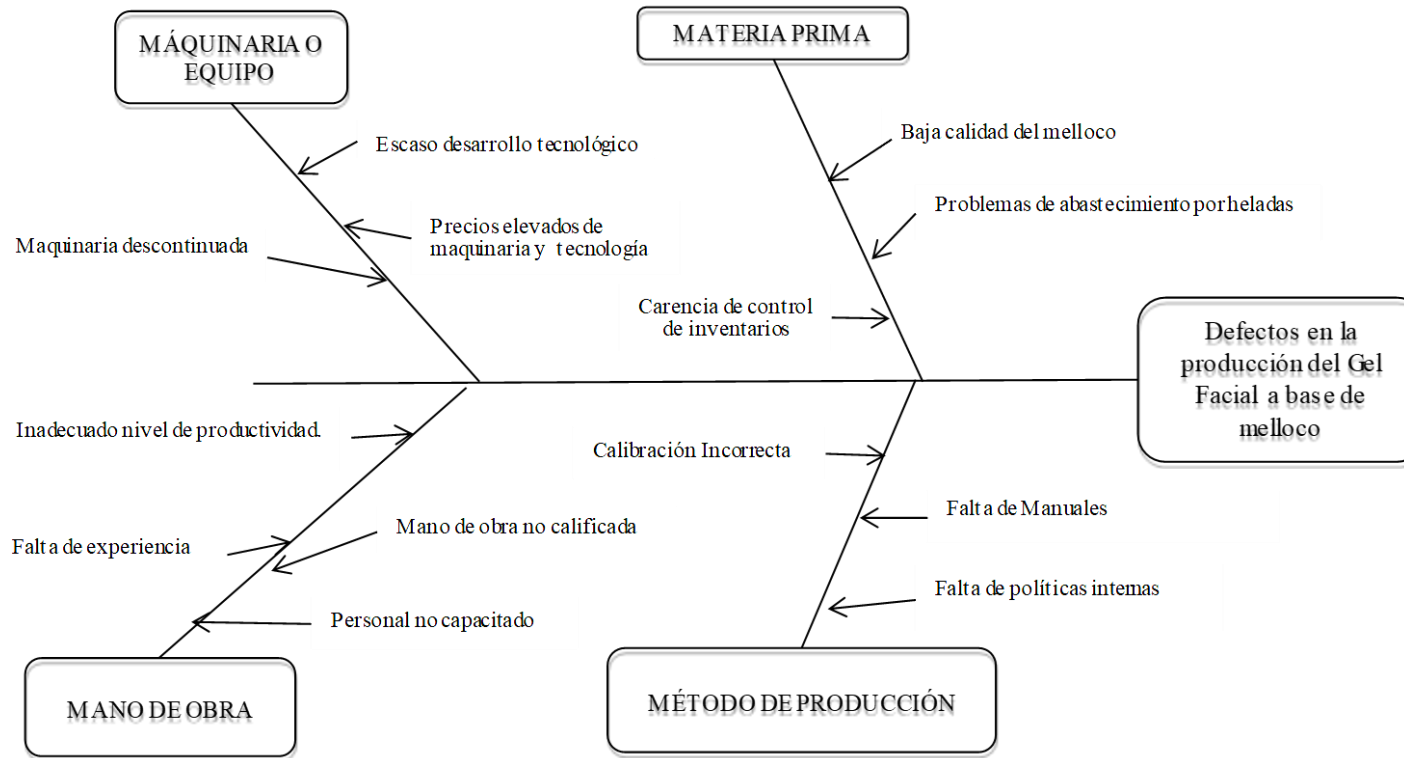 MÁQUINARIA O
EQUIPO
MATERIA PRIMA
Escaso desarrollo tecnológico
Baja calidad del melloco
Precios elevados de
maquinaria y tecnología
Problemas de abastecimiento por heladas
Maquinaria descontinuada
Carencia de control
de inventarios
Defectos en la
producción del Gel
Facial a base de
melloco
Inadecuado nivel de productividad.
Calibración Incorrecta
Mano de obra no calificada
Falta de Manuales
Falta de experiencia
Falta de políticas internas
Personal no capacitado
MANO DE OBRA
MÉTODO DE PRODUCCIÓN